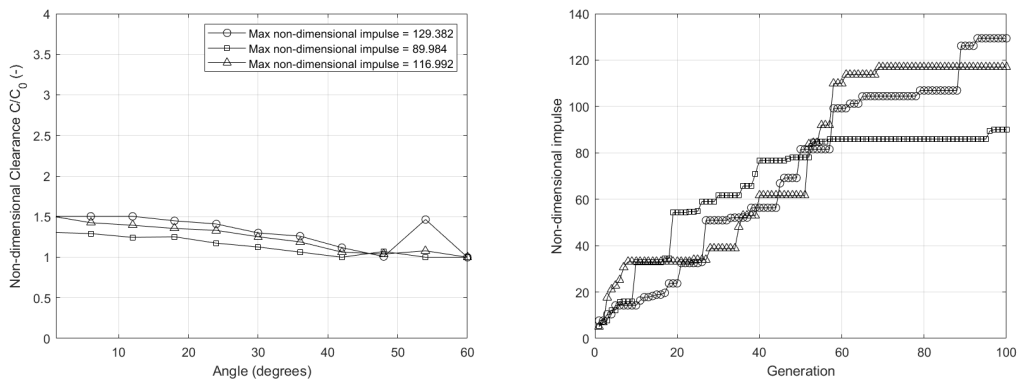 4
3.5
3
2.5
2
1.5
1
0.5
0
Non-dimensional Clearance C/C0 (-)
Max non-dimensional impulse = 129.382
Max non-dimensional impulse = 89.984
Max non-dimensional impulse = 116.992
10 20 30 40 50 60
Angle (degrees)
140
120
100
80
60
40
20
0
Non-dimensional impulse
0 20 40 60 80 100
Generation